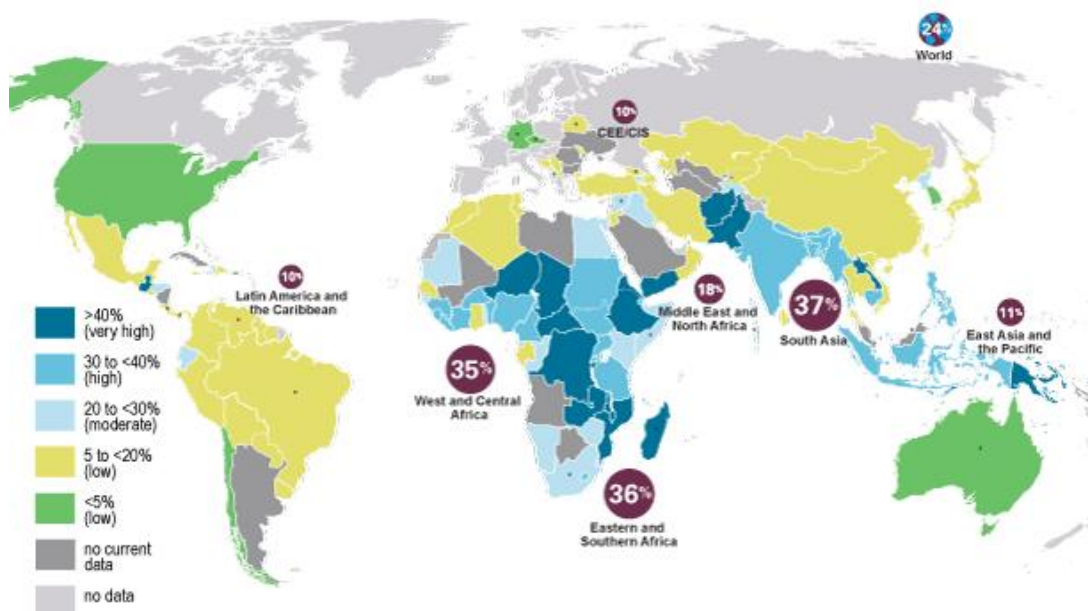 24%
World
10%
CEE/CIS
10%
Latin America and
the Caribbean
18%
Middle East and
North Africa
37%
South Asia
11%
East Asia and
the Pacific
35%
West and Central
Africa
36%
Eastern and
Southern Africa
>40%
(very high)
30 to <40%
(high)
20 to <30%
(moderate)
5 to <20%
(low)
<5%
(low)
no current
data
no data